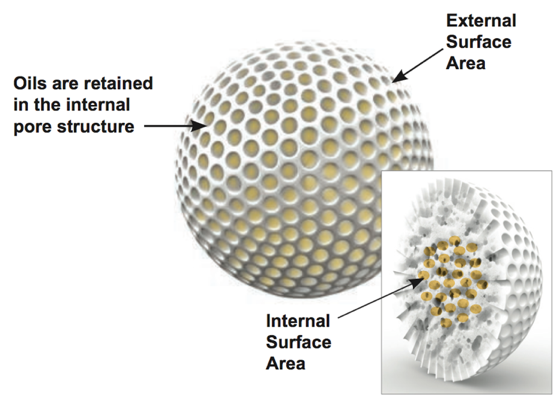 External
Surface
Area
Oils are retained
in the internal
pore structure
Internal
Surface
Area